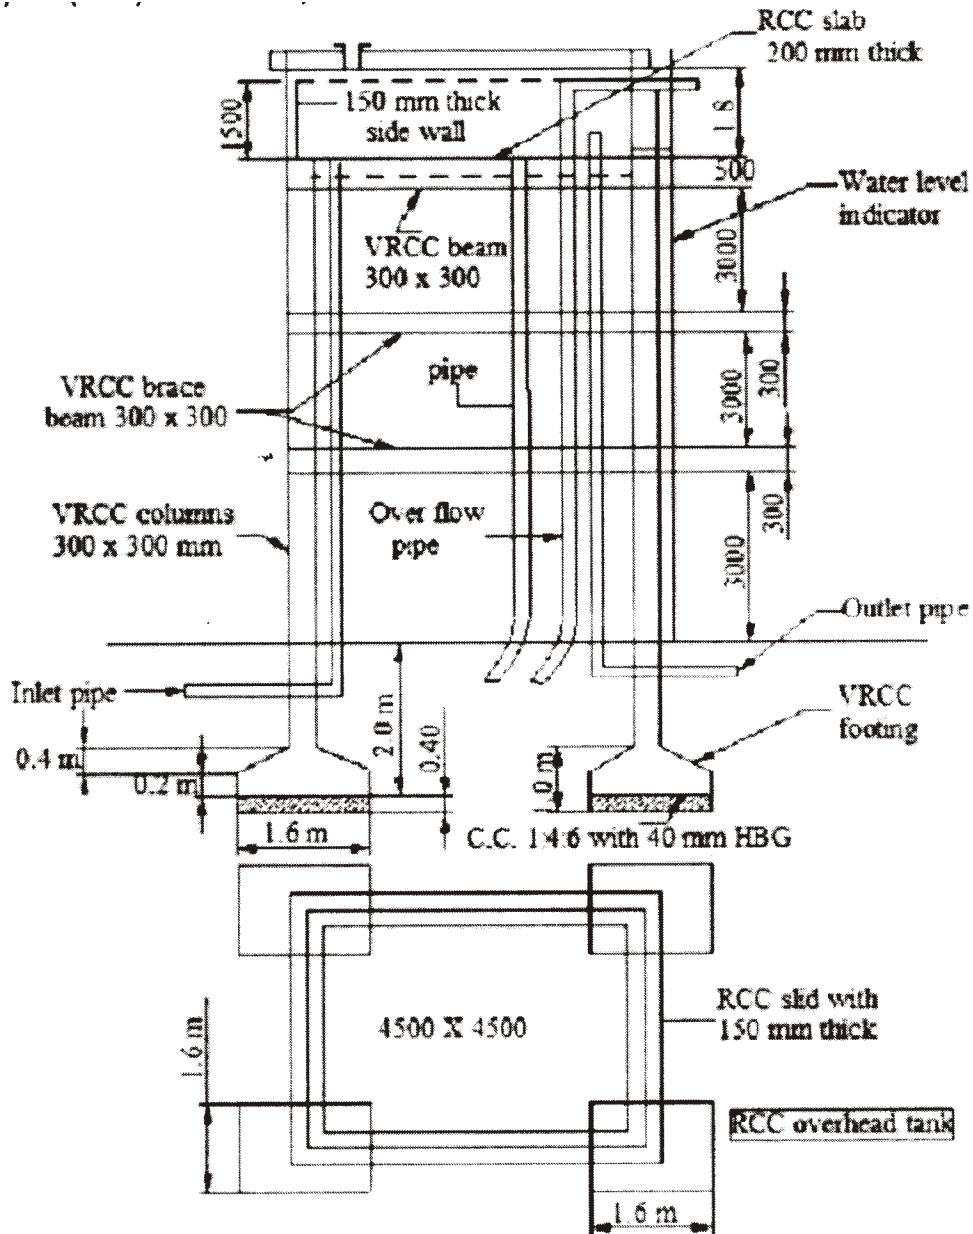 RCC slab
200 mm thick
150 mm thick
side wall
1500
1.8
500
Water level
indicator
VRCC beam
300 x 300
3000
pipe
VRCC brace
beam 300 x 300
3000
300
VRCC columns
300 x 300 mm
Over flow
pipe
3000
300
Outlet pipe
Inlet pipe
VRCC
footing
0.4 m
0.2 m
2.0 m
0.40
1.0 m
1.6 m
C.C. 1:4:6 with 40 mm HBG
4500 X 4500
RCC slid with
150 mm thick
1.6 m
RCC overhead tank
1.6 m